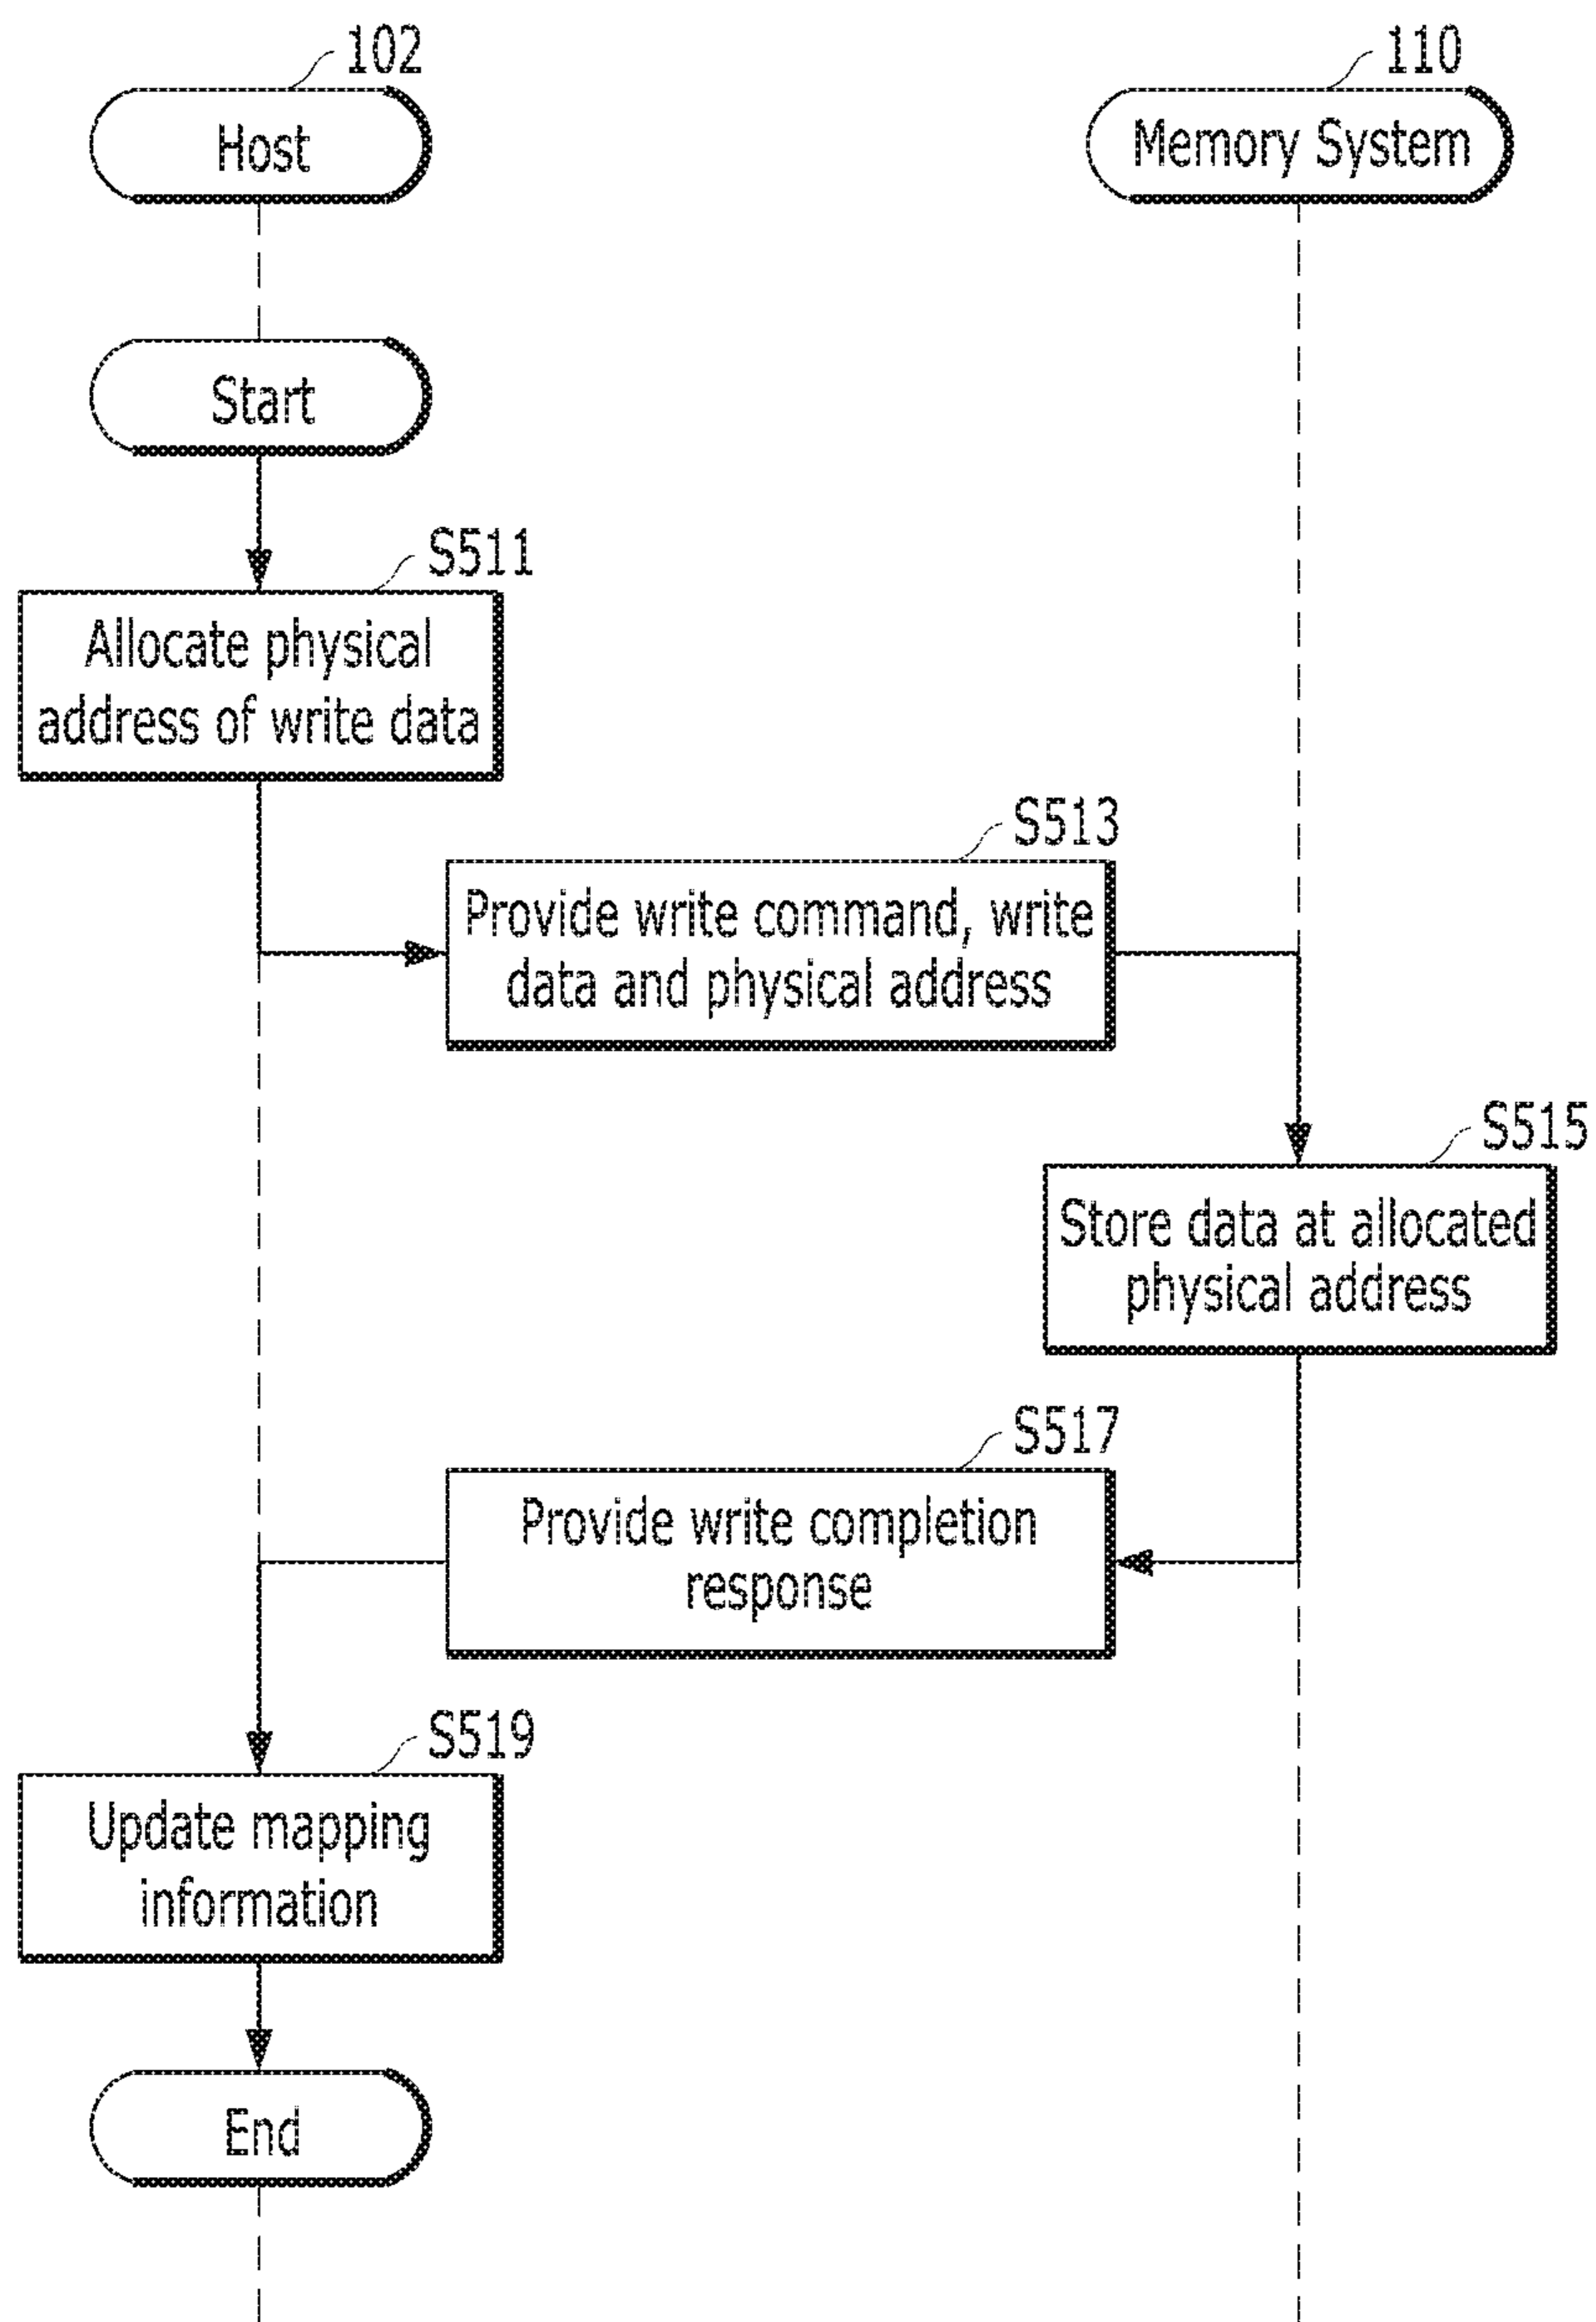 102
110
Host
Memory System
Start
S511
Allocate physical
address of write data
S513
Provide write command, write
data and physical address
S515
Store data at allocated
physical address
S517
Provide write completion
response
S519
Update mapping
information
End